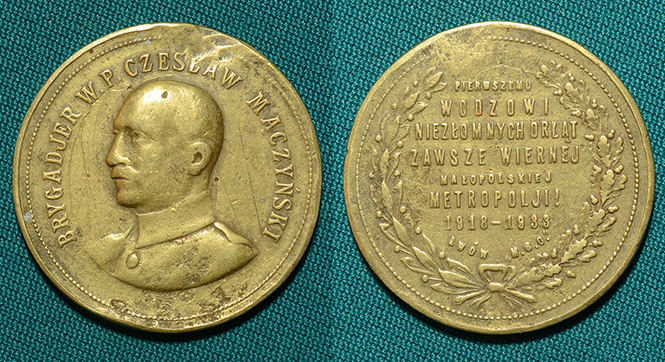 BRYGADJER W P CZESŁAW MĄCZYŃSKI
PIERWSZEMU
WODZOWI
NIEZŁOMNYCH ORLĄT
ZAWSZE WIERNEJ
MAŁOPOLSKIEJ
METROPOLJI!
1918-1933
LWÓW M.S.O.